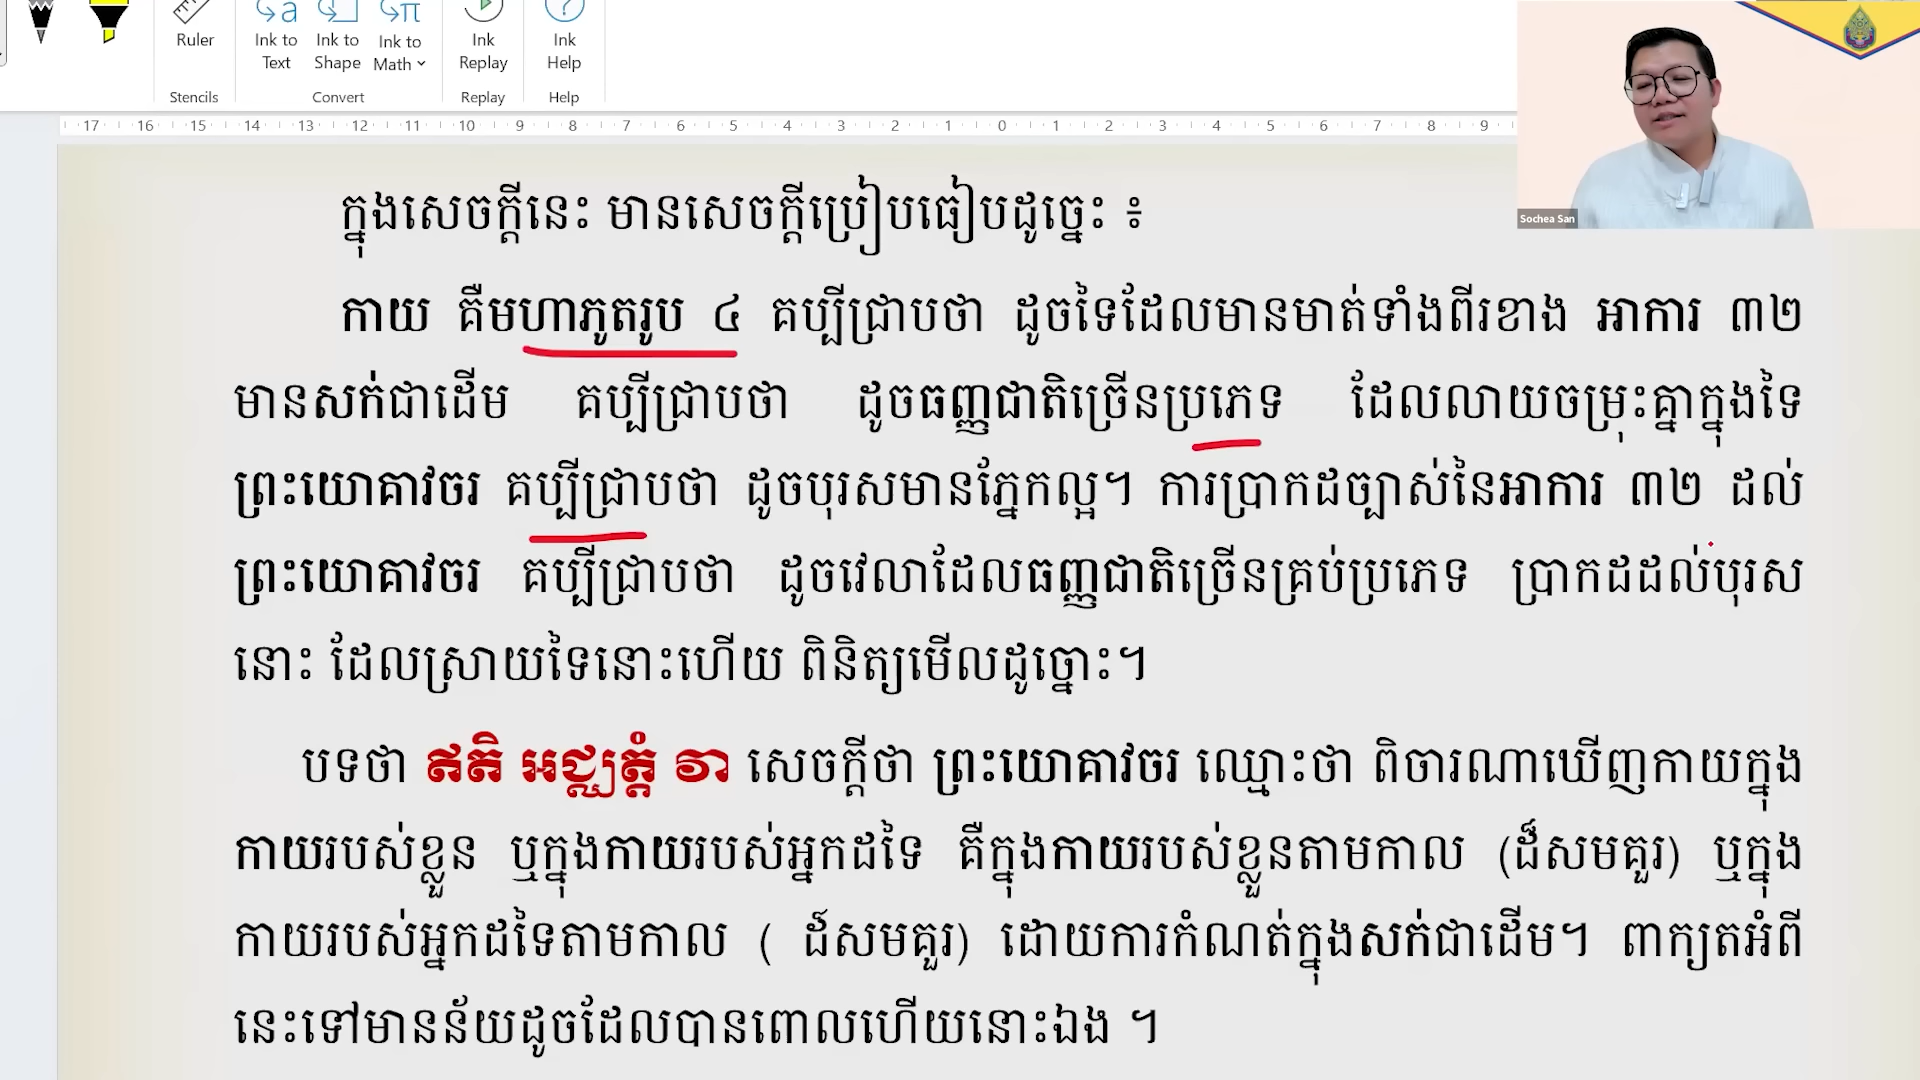 Ruler
Ink to Text
Ink to Shape
Ink to Math
Ink Replay
Ink Help
Stencils
Convert
Replay
Help
17 16 15 14 13 12 11 10 9 8 7 6 5 4 3 2 1 0 1 2 3 4 5 6 7 8 9
Sochea San
ក្នុងសេចក្ដីនេះ មានសេចក្ដីប្រៀបធៀបដូច្នេះ ៖
កាយ គឺមហាភូតរូប ៤ គប្បីជ្រាបថា ដូចទៃដែលមានមាត់ទាំងពីរខាង អាការ ៣២
មានសក់ជាដើម គប្បីជ្រាបថា ដូចធញ្ញជាតិច្រើនប្រភេទ ដែលលាយចម្រុះគ្នាក្នុងទៃ
ព្រះយោគាវចរ គប្បីជ្រាបថា ដូចបុរសមានភ្នែកល្អ។ ការប្រាកដច្បាស់នៃអាការ ៣២ ដល់
ព្រះយោគាវចរ គប្បីជ្រាបថា ដូចវេលាដែលធញ្ញជាតិច្រើនគ្រប់ប្រភេទ ប្រាកដដល់បុរស
នោះ ដែលស្រាយទៃនោះហើយ ពិនិត្យមើលដូច្នោះ។
បទថា ឥតិ អជ្ឈត្តំ វា សេចក្ដីថា ព្រះយោគាវចរ ឈ្មោះថា ពិចារណាឃើញកាយក្នុង
កាយរបស់ខ្លួន ឬក្នុងកាយរបស់អ្នកដទៃ គឺក្នុងកាយរបស់ខ្លួនតាមកាល (ដ៏សមគួរ) ឬក្នុង
កាយរបស់អ្នកដទៃតាមកាល ( ដ៏សមគួរ) ដោយការកំណត់ក្នុងសក់ជាដើម។ ពាក្យតអំពី
នេះទៅមានន័យដូចដែលបានពោលហើយនោះឯង ។